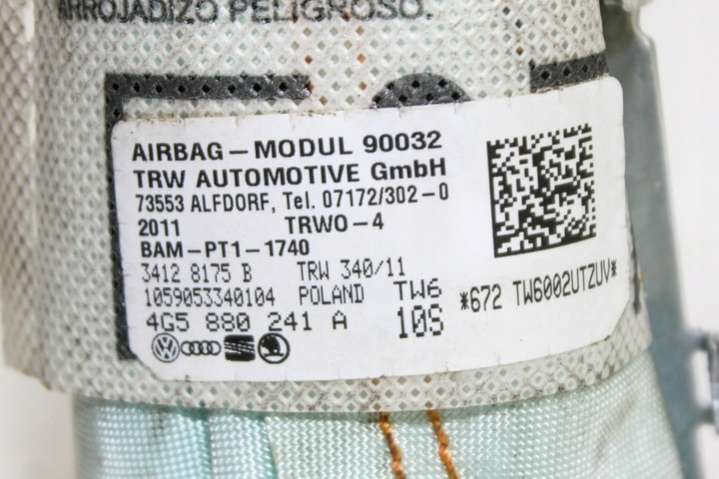 ARROJADIZO PELIGROSO.
AIRBAG-MODUL 90032
TRW AUTOMOTIVE GmbH
73553 ALFDORF, Tel. 07172/302-0
2011 TRWO-4
BAM-PT1-1740
3412 8175 B TRW 340/11
1059053340104 POLAND TW6
4G5 880 241 A 10S
*672 TW6002UTZUV*